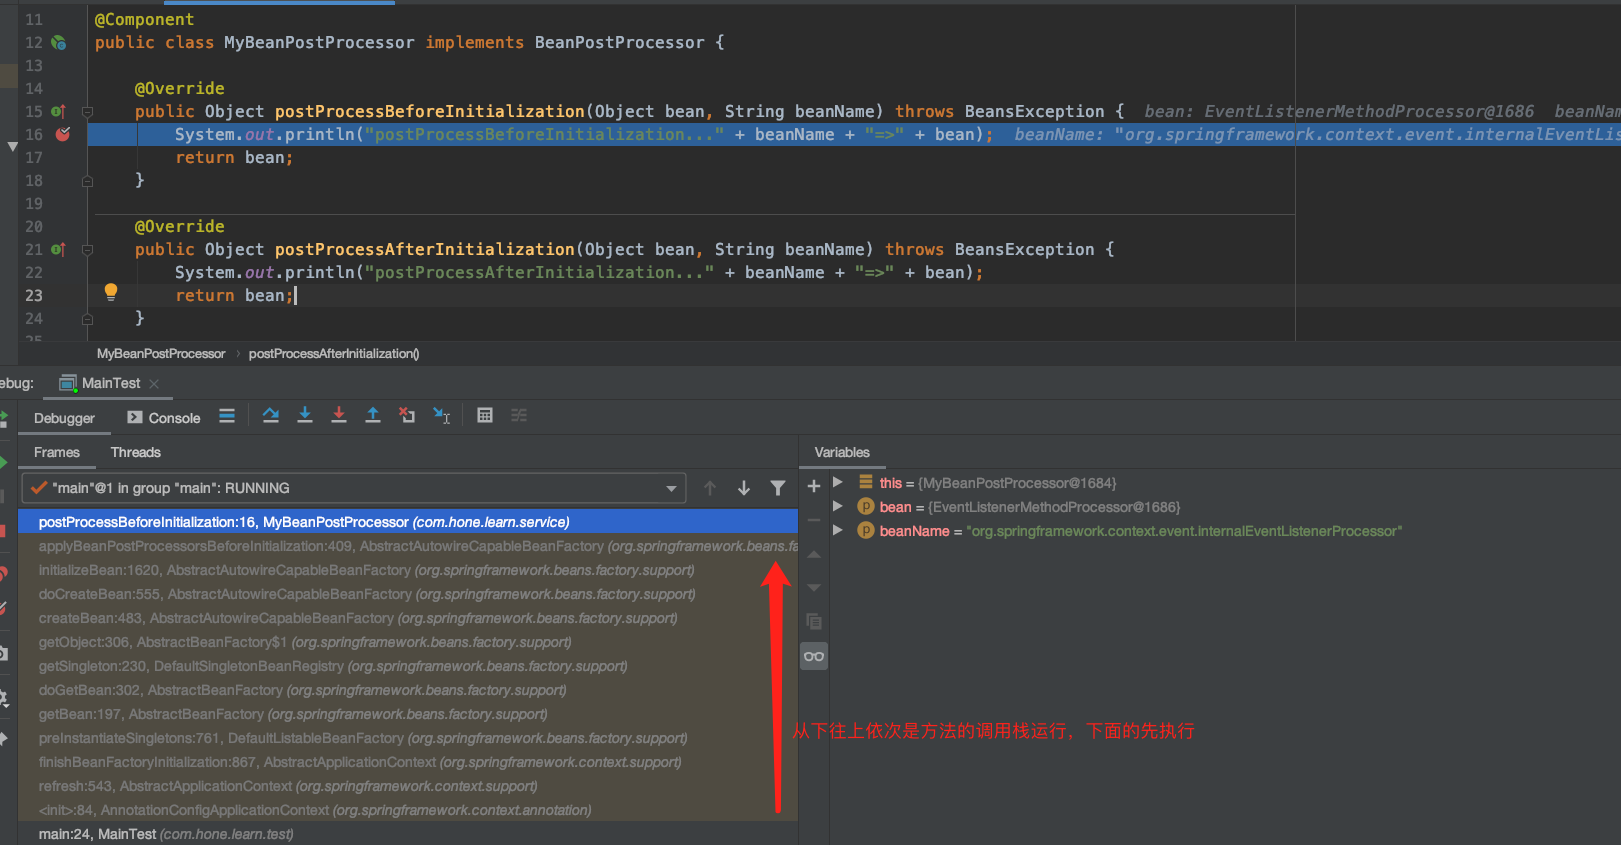 11 @Component
12 public class MyBeanPostProcessor implements BeanPostProcessor {
13
14 @Override
15 public Object postProcessBeforeInitialization(Object bean, String beanName) throws BeansException { bean: EventListenerMethodProcessor@1686 beanNam
16 System.out.println("postProcessBeforeInitialization..." + beanName + "=>" + bean); beanName: "org.springframework.context.event.internalEventLis
17 return bean;
18 }
19
20 @Override
21 public Object postProcessAfterInitialization(Object bean, String beanName) throws BeansException {
22 System.out.println("postProcessAfterInitialization..." + beanName + "=>" + bean);
23 return bean;
24 }
25
MyBeanPostProcessor › postProcessAfterInitialization()
ebug: MainTest
Debugger Console
Frames Threads
Variables
"main"@1 in group "main": RUNNING
this = {MyBeanPostProcessor@1684}
bean = {EventListenerMethodProcessor@1686}
beanName = "org.springframework.context.event.internalEventListenerProcessor"
postProcessBeforeInitialization:16, MyBeanPostProcessor (com.hone.learn.service)
applyBeanPostProcessorsBeforeInitialization:409, AbstractAutowireCapableBeanFactory (org.springframework.beans.fa
initializeBean:1620, AbstractAutowireCapableBeanFactory (org.springframework.beans.factory.support)
doCreateBean:555, AbstractAutowireCapableBeanFactory (org.springframework.beans.factory.support)
createBean:483, AbstractAutowireCapableBeanFactory (org.springframework.beans.factory.support)
getObject:306, AbstractBeanFactory$1 (org.springframework.beans.factory.support)
getSingleton:230, DefaultSingletonBeanRegistry (org.springframework.beans.factory.support)
doGetBean:302, AbstractBeanFactory (org.springframework.beans.factory.support)
getBean:197, AbstractBeanFactory (org.springframework.beans.factory.support)
preInstantiateSingletons:761, DefaultListableBeanFactory (org.springframework.beans.factory.support)
finishBeanFactoryInitialization:867, AbstractApplicationContext (org.springframework.context.support)
refresh:543, AbstractApplicationContext (org.springframework.context.support)
<init>:84, AnnotationConfigApplicationContext (org.springframework.context.annotation)
main:24, MainTest (com.hone.learn.test)
从下往上依次是方法的调用栈运行，下面的先执行